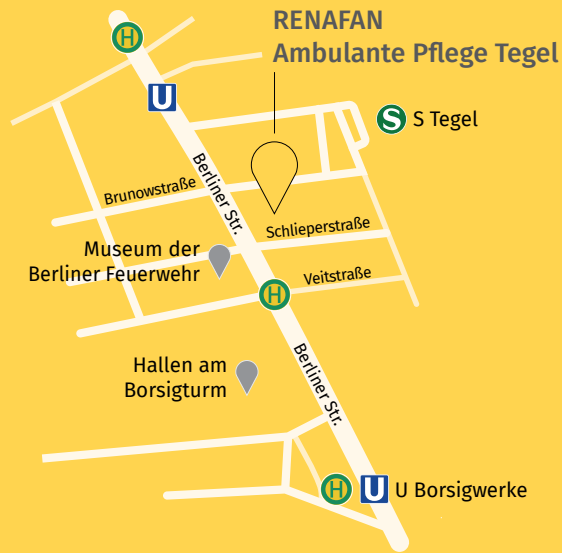 RENAFAN
Ambulante Pflege Tegel
H
U
S
S Tegel
Berliner Str.
Brunowstraße
Schlieperstraße
Museum der
Berliner Feuerwehr
Veitstraße
H
Berliner Str.
Hallen am
Borsigturm
H
U
U Borsigwerke